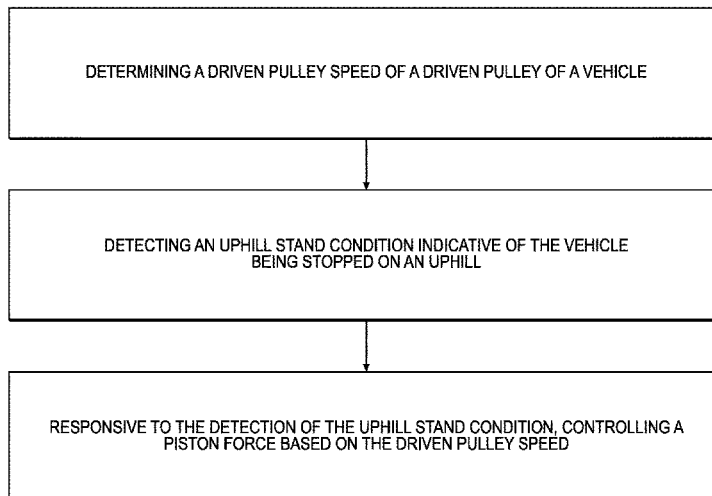 DETERMINING A DRIVEN PULLEY SPEED OF A DRIVEN PULLEY OF A VEHICLE
DETECTING AN UPHILL STAND CONDITION INDICATIVE OF THE VEHICLE
BEING STOPPED ON AN UPHILL
RESPONSIVE TO THE DETECTION OF THE UPHILL STAND CONDITION, CONTROLLING A
PISTON FORCE BASED ON THE DRIVEN PULLEY SPEED